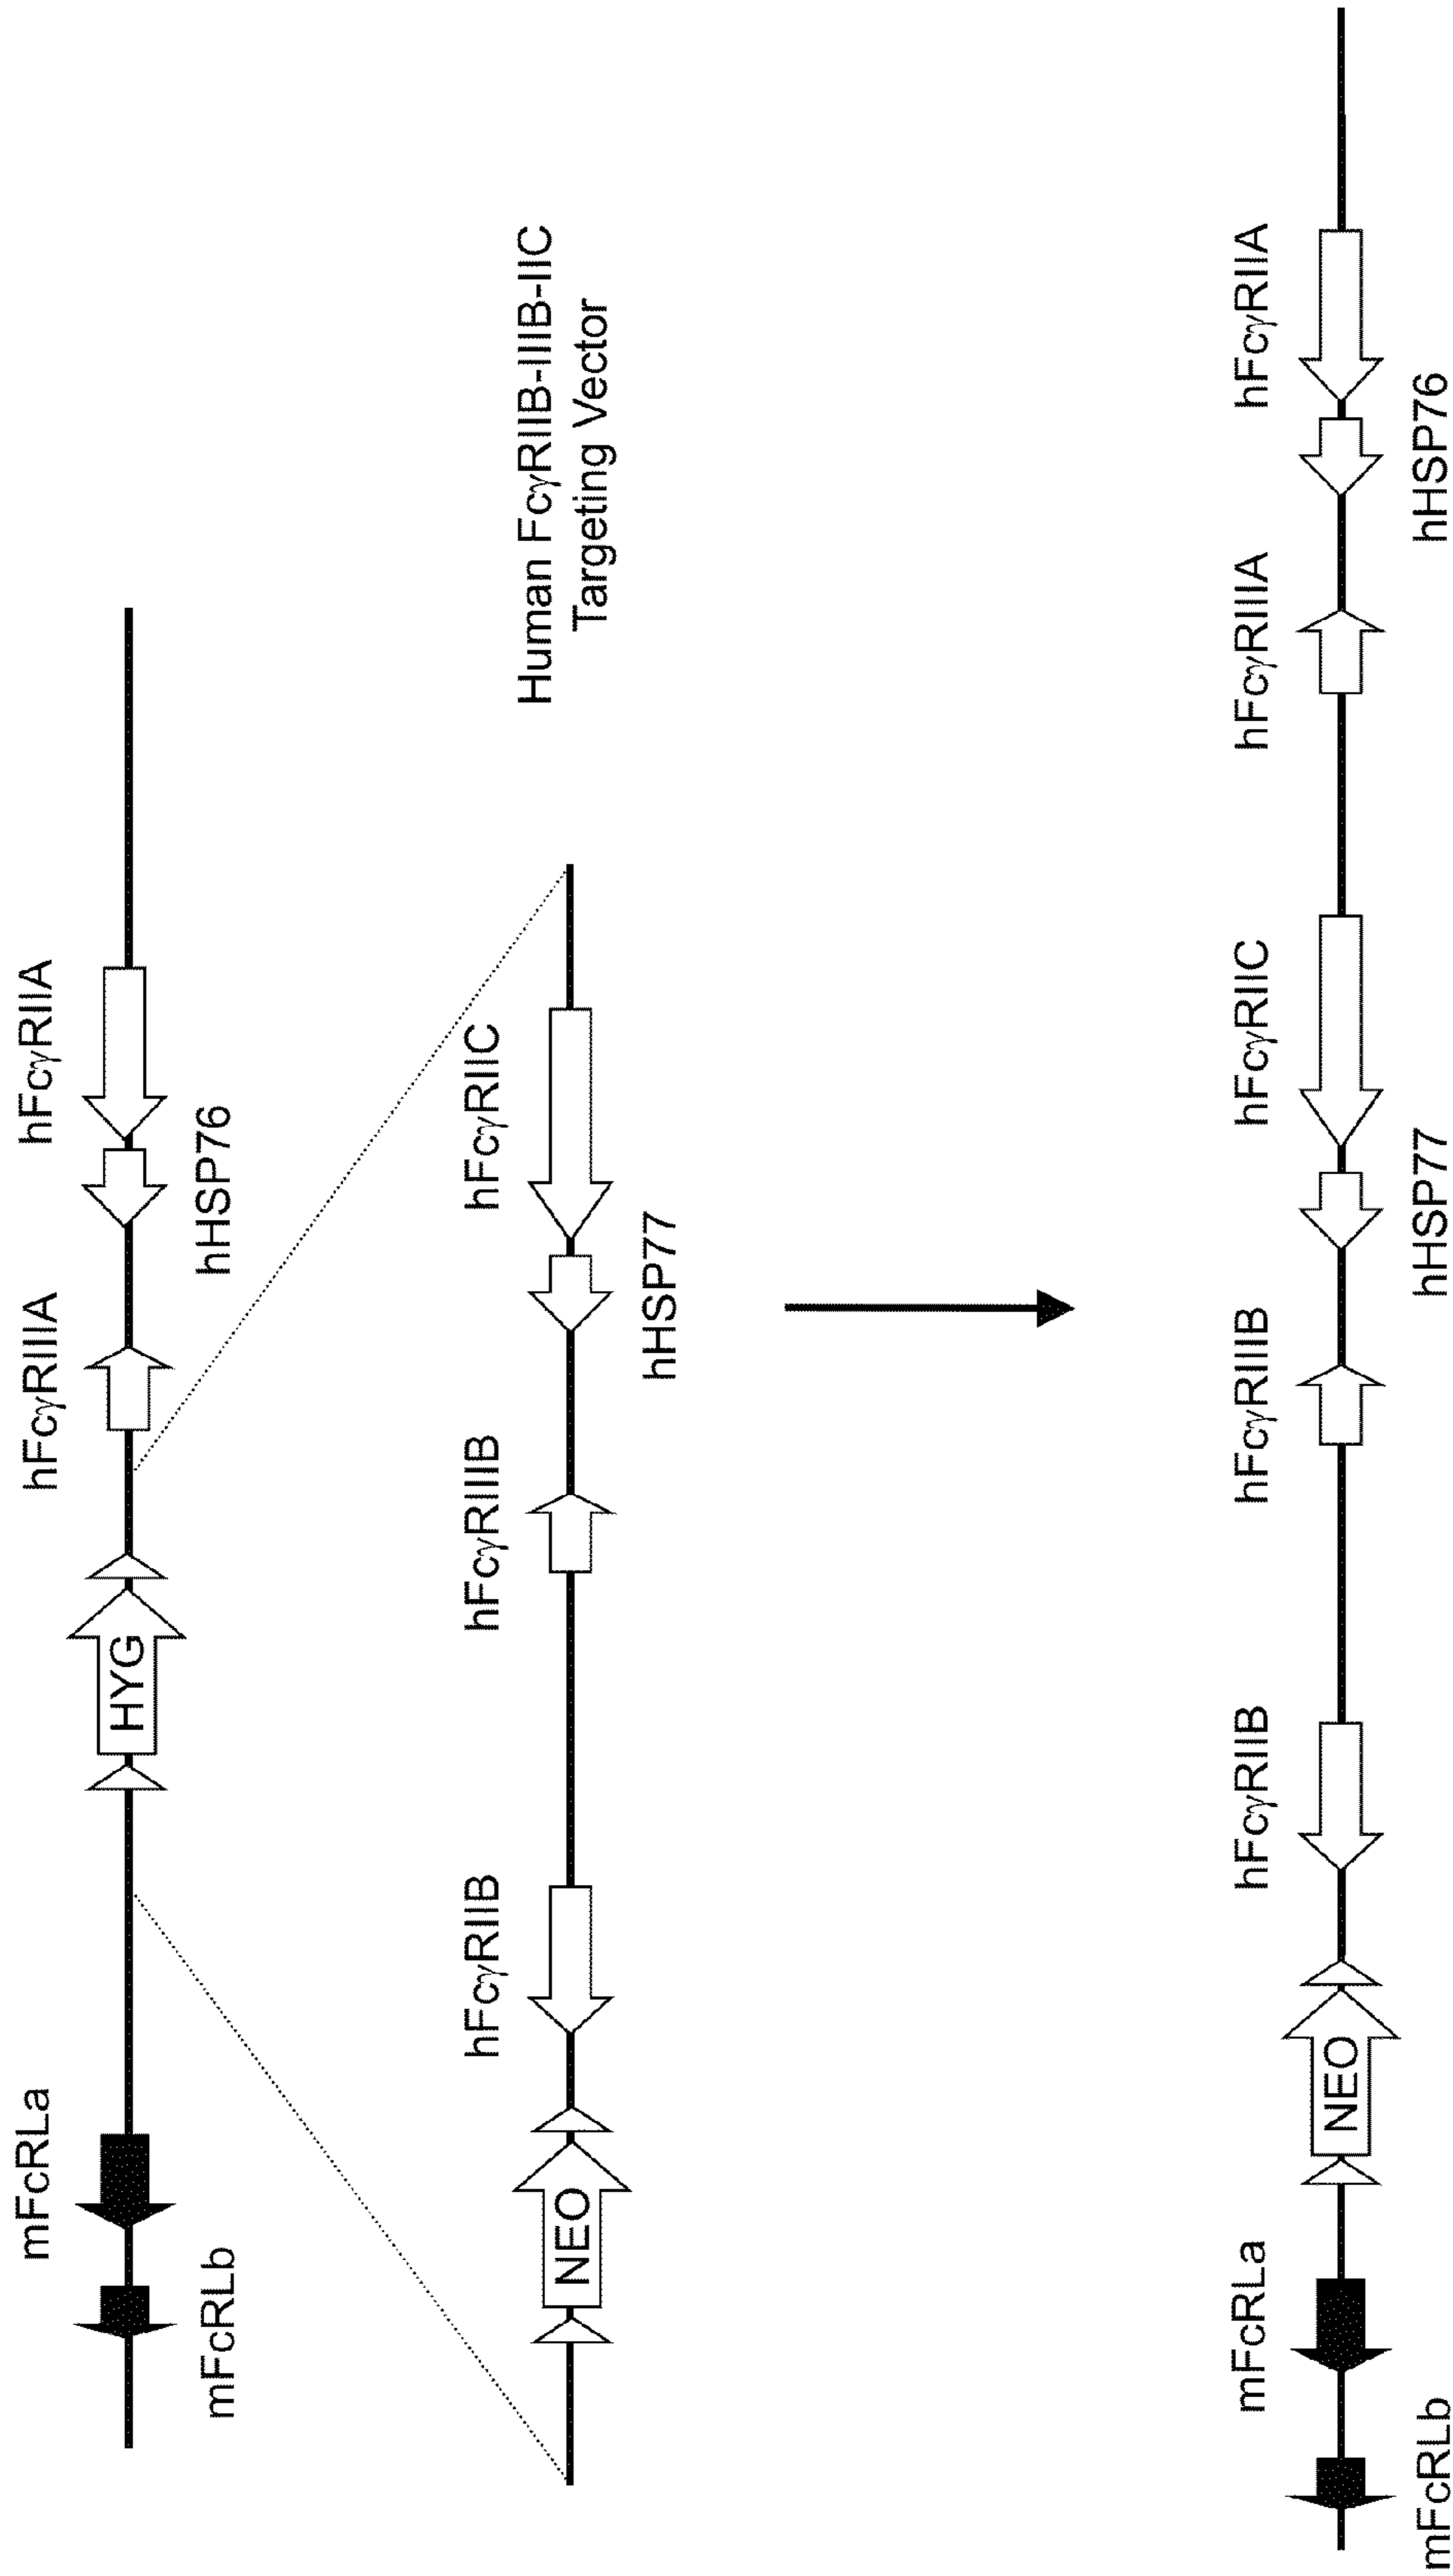 mFcRLa
hFcγRIIIA
hFcγRIIA
HYG
mFcRLb
hHSP76
Human FcγRIIB-IIIB-IIC
Targeting Vector
hFcγRIIB
hFcγRIIIB
hFcγRIIC
NEO
hHSP77
mFcRLa
hFcγRIIB
hFcγRIIIB
hFcγRIIC
hFcγRIIIA
hFcγRIIA
NEO
mFcRLb
hHSP77
hHSP76